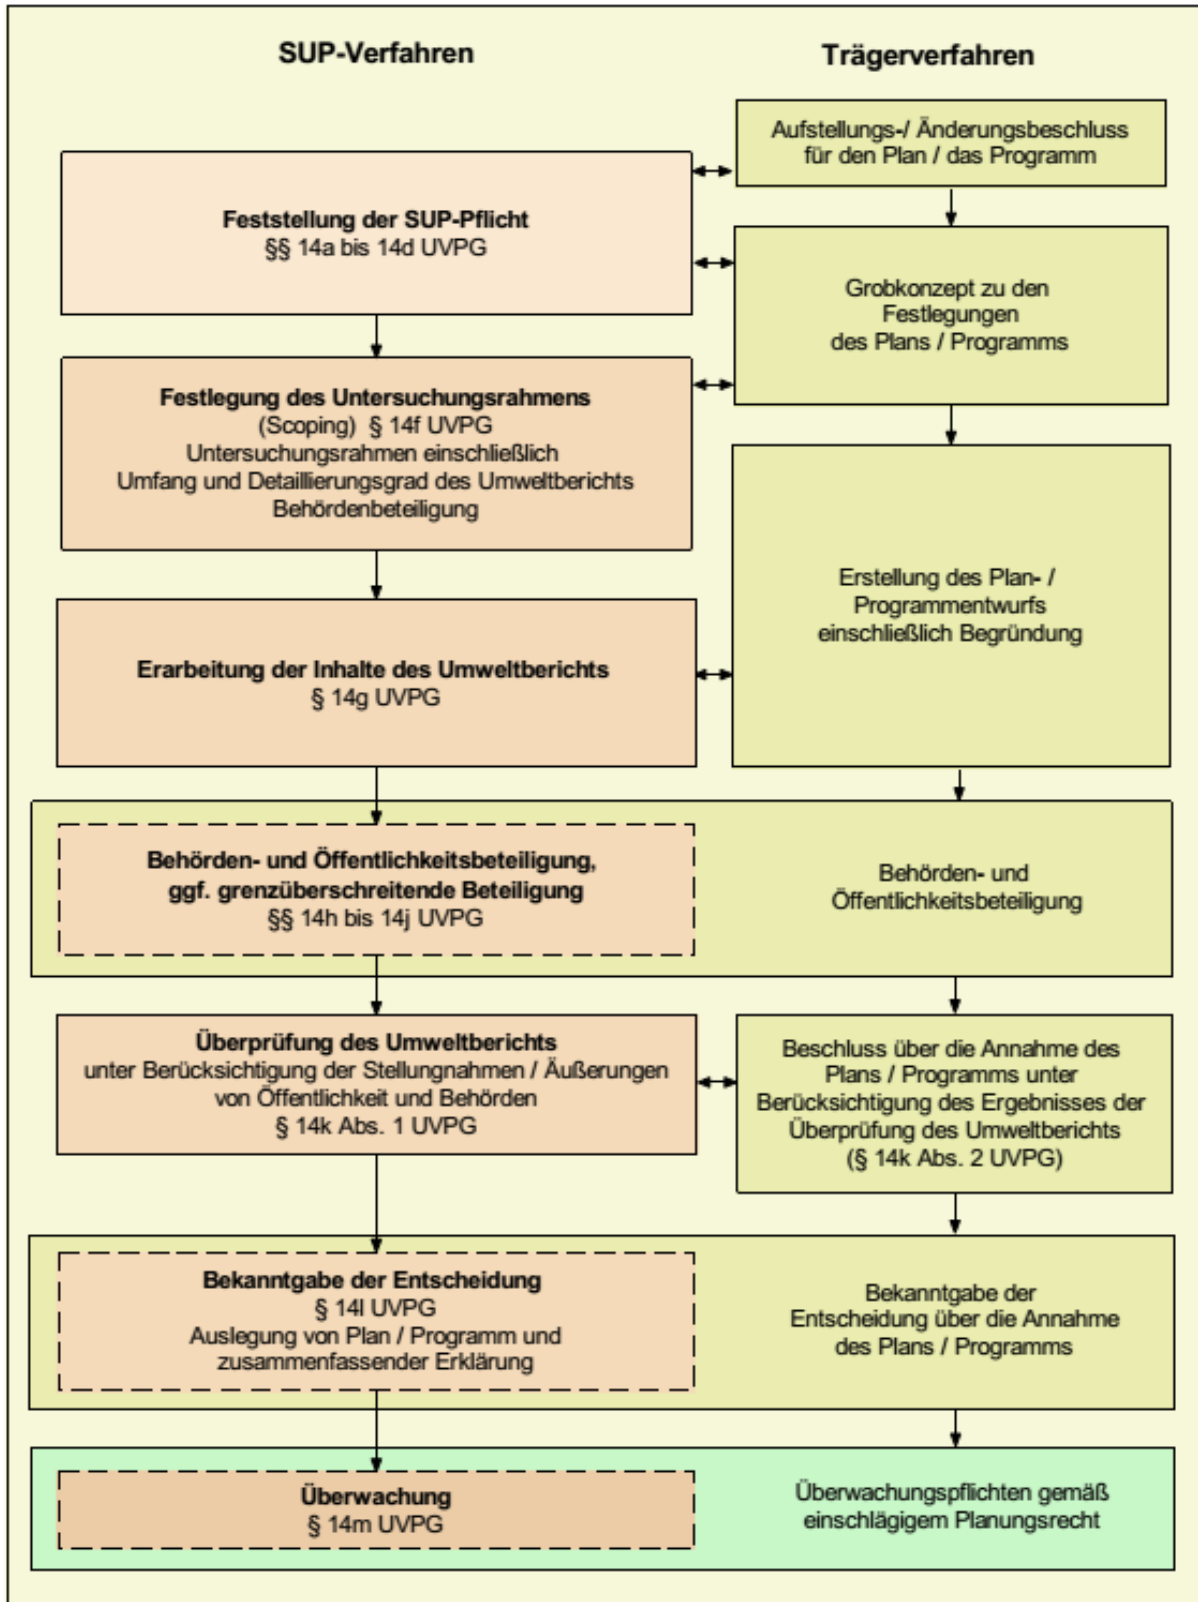 SUP-Verfahren
Trägerverfahren
Aufstellungs-/ Änderungsbeschluss
für den Plan / das Programm
Feststellung der SUP-Pflicht
§§ 14a bis 14d UVPG
Grobkonzept zu den
Festlegungen
des Plans / Programms
Festlegung des Untersuchungsrahmens
(Scoping) § 14f UVPG
Untersuchungsrahmen einschließlich
Umfang und Detaillierungsgrad des Umweltberichts
Behördenbeteiligung
Erstellung des Plan- /
Programmentwurfs
einschließlich Begründung
Erarbeitung der Inhalte des Umweltberichts
§ 14g UVPG
Behörden- und Öffentlichkeitsbeteiligung,
ggf. grenzüberschreitende Beteiligung
§§ 14h bis 14j UVPG
Behörden- und
Öffentlichkeitsbeteiligung
Überprüfung des Umweltberichts
unter Berücksichtigung der Stellungnahmen / Äußerungen
von Öffentlichkeit und Behörden
§ 14k Abs. 1 UVPG
Beschluss über die Annahme des
Plans / Programms unter
Berücksichtigung des Ergebnisses der
Überprüfung des Umweltberichts
(§ 14k Abs. 2 UVPG)
Bekanntgabe der Entscheidung
§ 14l UVPG
Auslegung von Plan / Programm und
zusammenfassender Erklärung
Bekanntgabe der
Entscheidung über die Annahme
des Plans / Programms
Überwachung
§ 14m UVPG
Überwachungspflichten gemäß
einschlägigem Planungsrecht